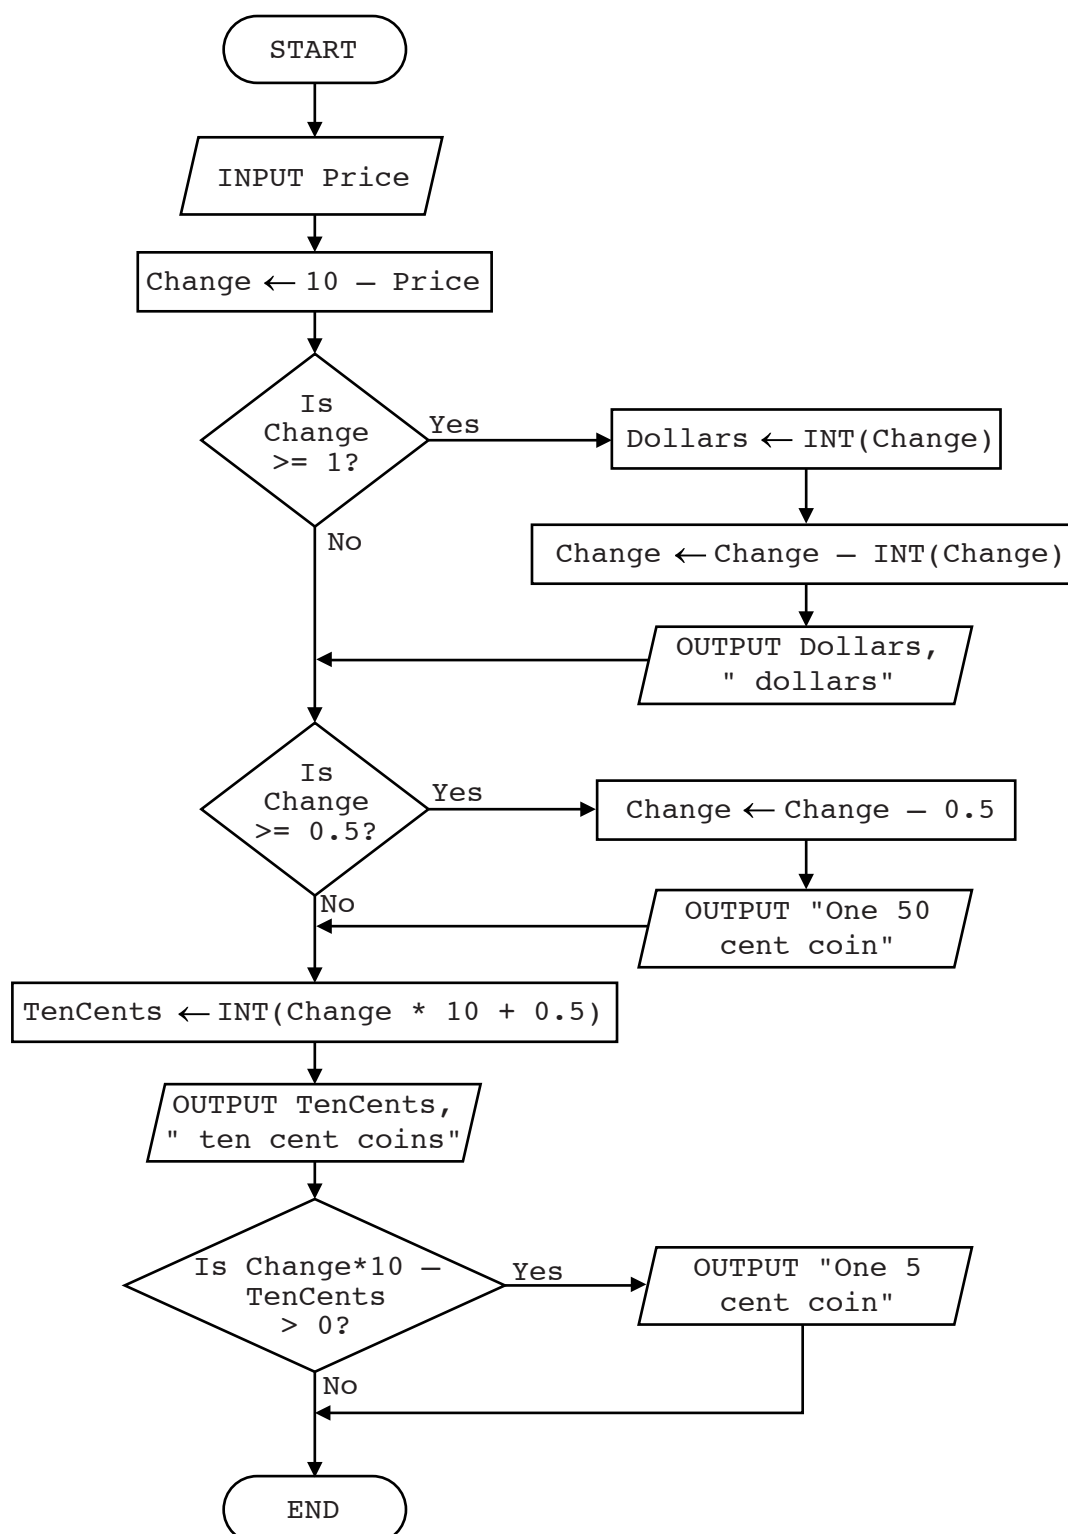 START
INPUT Price
Change ← 10 – Price
Is
Change
>= 1?
Yes
Dollars ← INT(Change)
No
Change ← Change – INT(Change)
OUTPUT Dollars,
" dollars"
Is
Change
>= 0.5?
Yes
Change ← Change – 0.5
No
OUTPUT "One 50
cent coin"
TenCents ← INT(Change * 10 + 0.5)
OUTPUT TenCents,
" ten cent coins"
Is Change*10 –
TenCents
> 0?
Yes
OUTPUT "One 5
cent coin"
No
END